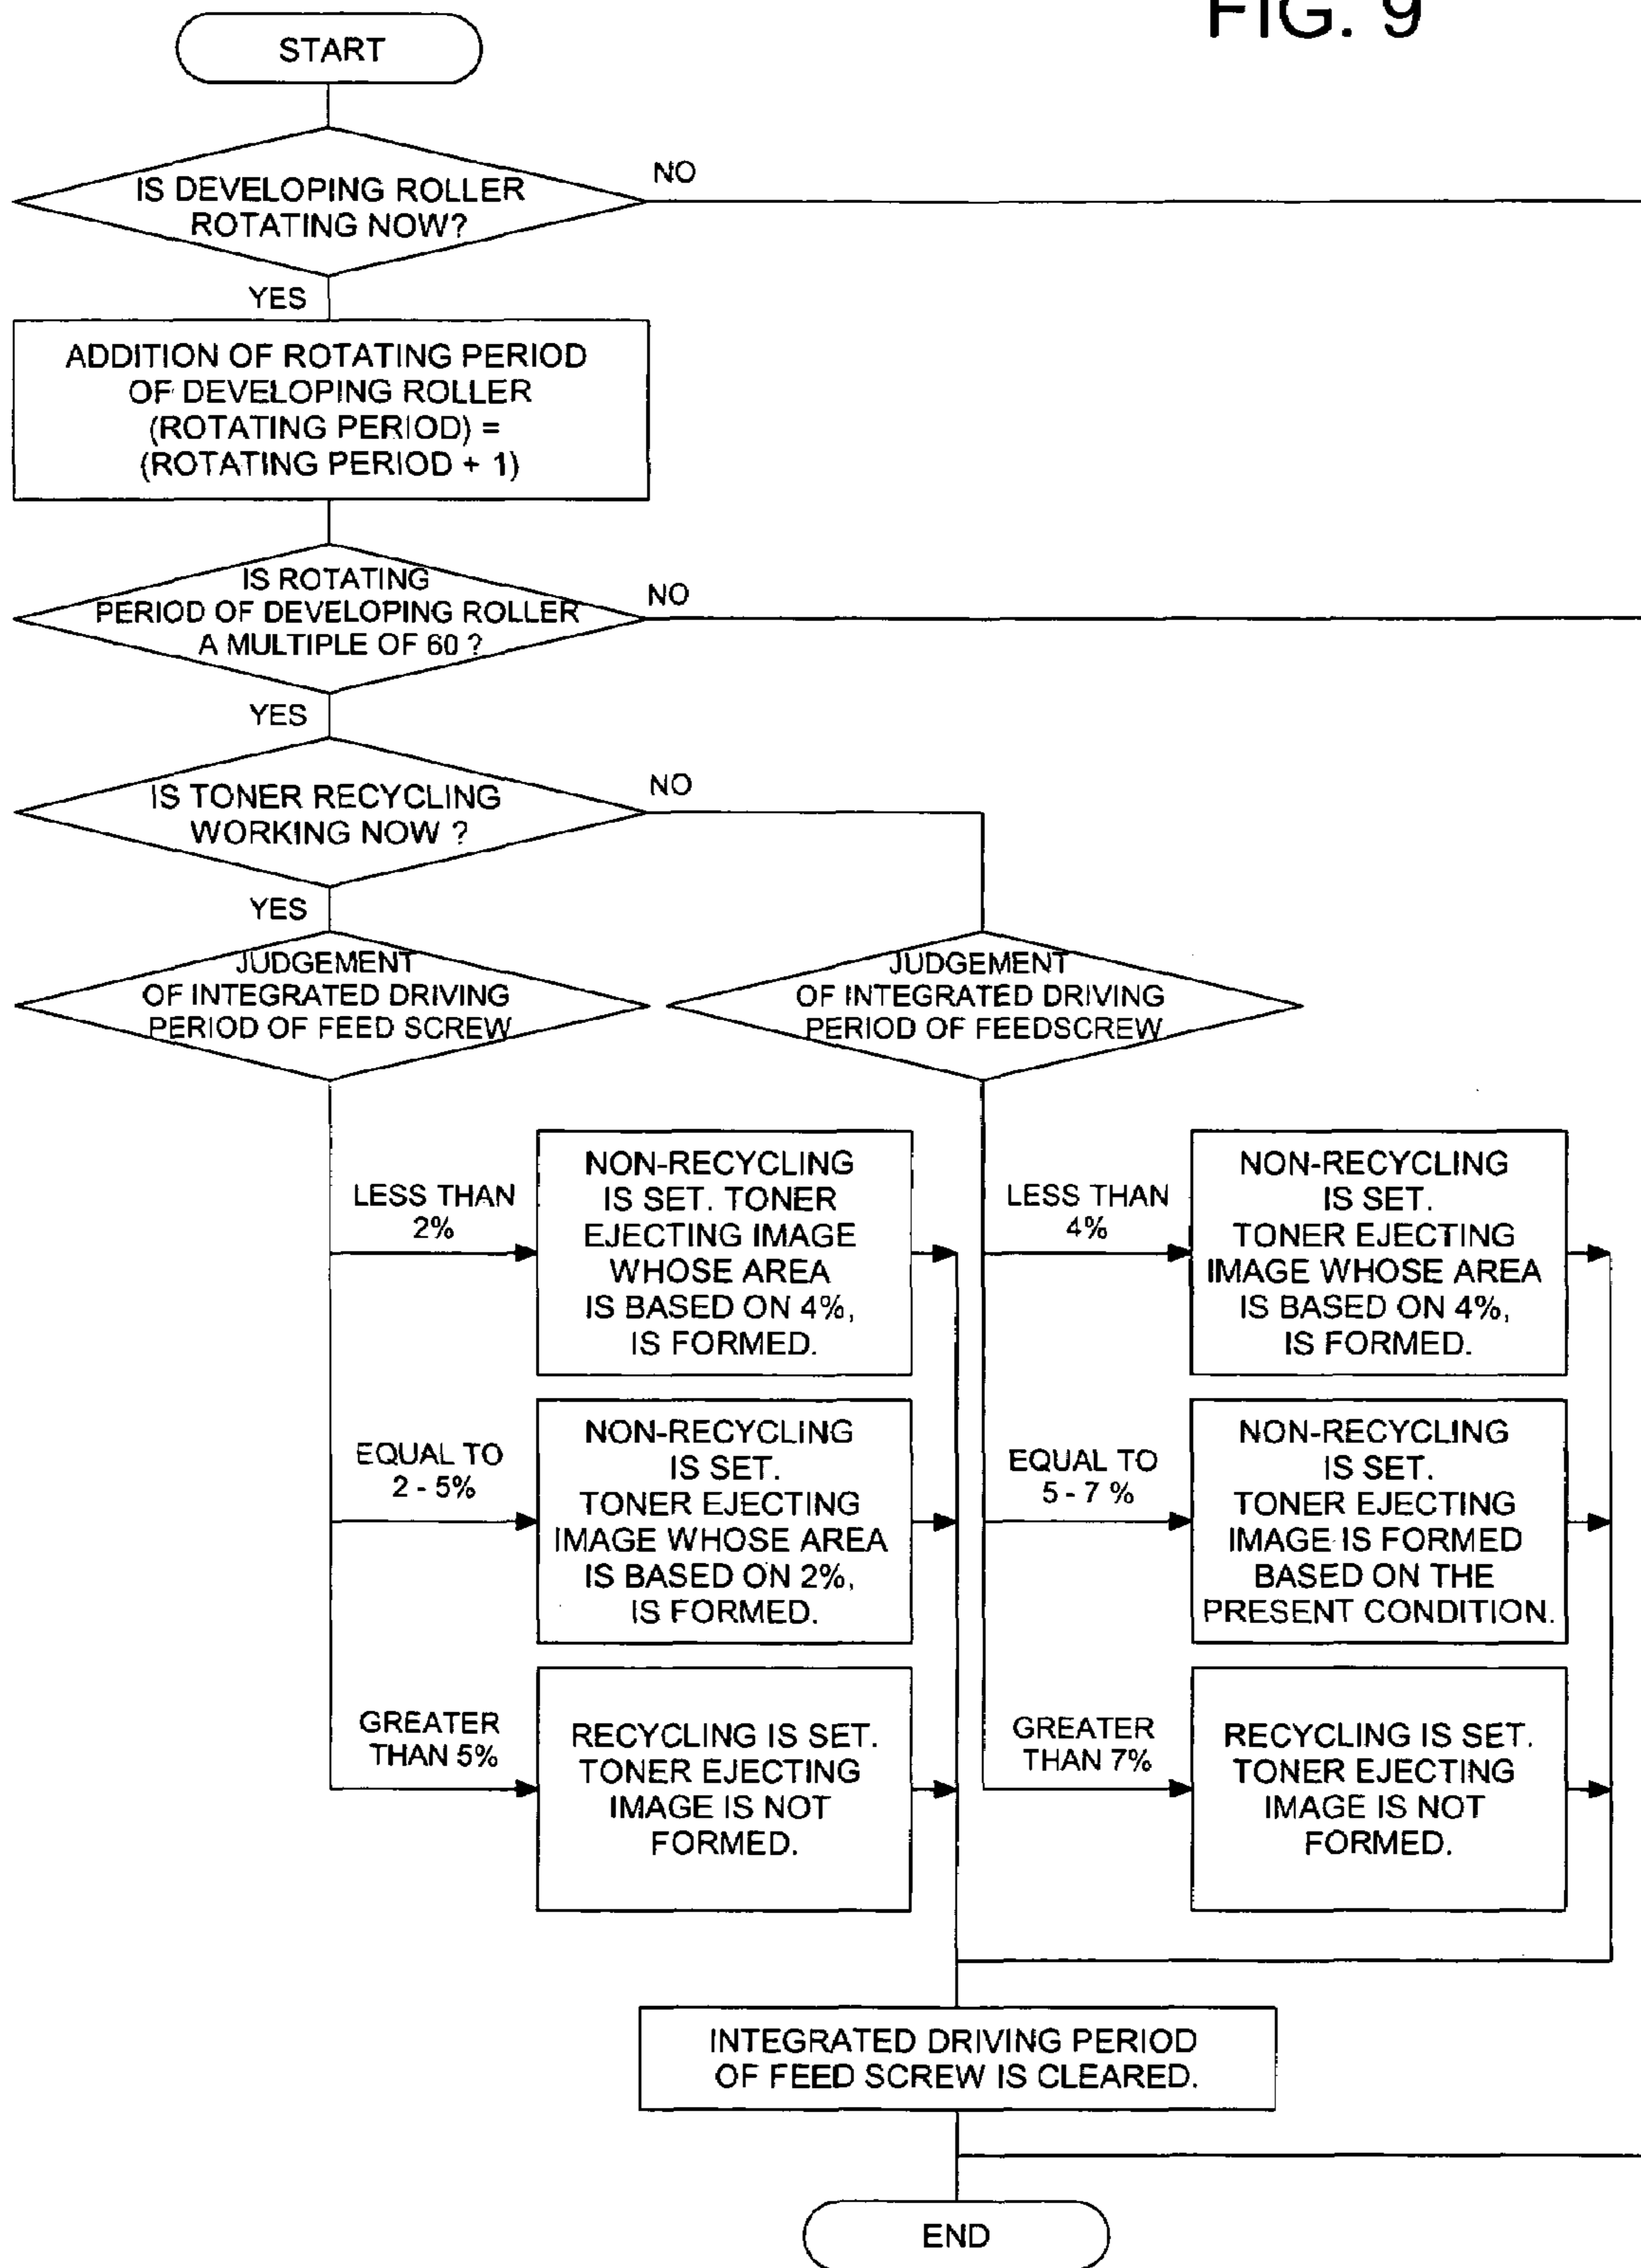 FIG. 9
START
IS DEVELOPING ROLLER
ROTATING NOW?
NO
YES
ADDITION OF ROTATING PERIOD
OF DEVELOPING ROLLER
(ROTATING PERIOD) =
(ROTATING PERIOD + 1)
IS ROTATING
PERIOD OF DEVELOPING ROLLER
A MULTIPLE OF 60 ?
NO
YES
IS TONER RECYCLING
WORKING NOW ?
NO
YES
JUDGEMENT
OF INTEGRATED DRIVING
PERIOD OF FEED SCREW
JUDGEMENT
OF INTEGRATED DRIVING
PERIOD OF FEEDSCREW
LESS THAN
2%
NON-RECYCLING
IS SET. TONER
EJECTING IMAGE
WHOSE AREA
IS BASED ON 4%,
IS FORMED.
LESS THAN
4%
NON-RECYCLING
IS SET.
TONER EJECTING
IMAGE WHOSE AREA
IS BASED ON 4%,
IS FORMED.
EQUAL TO
2 - 5%
NON-RECYCLING
IS SET.
TONER EJECTING
IMAGE WHOSE AREA
IS BASED ON 2%,
IS FORMED.
EQUAL TO
5 - 7 %
NON-RECYCLING
IS SET.
TONER EJECTING
IMAGE IS FORMED
BASED ON THE
PRESENT CONDITION.
GREATER
THAN 5%
RECYCLING IS SET.
TONER EJECTING
IMAGE IS NOT
FORMED.
GREATER
THAN 7%
RECYCLING IS SET.
TONER EJECTING
IMAGE IS NOT
FORMED.
INTEGRATED DRIVING PERIOD
OF FEED SCREW IS CLEARED.
END